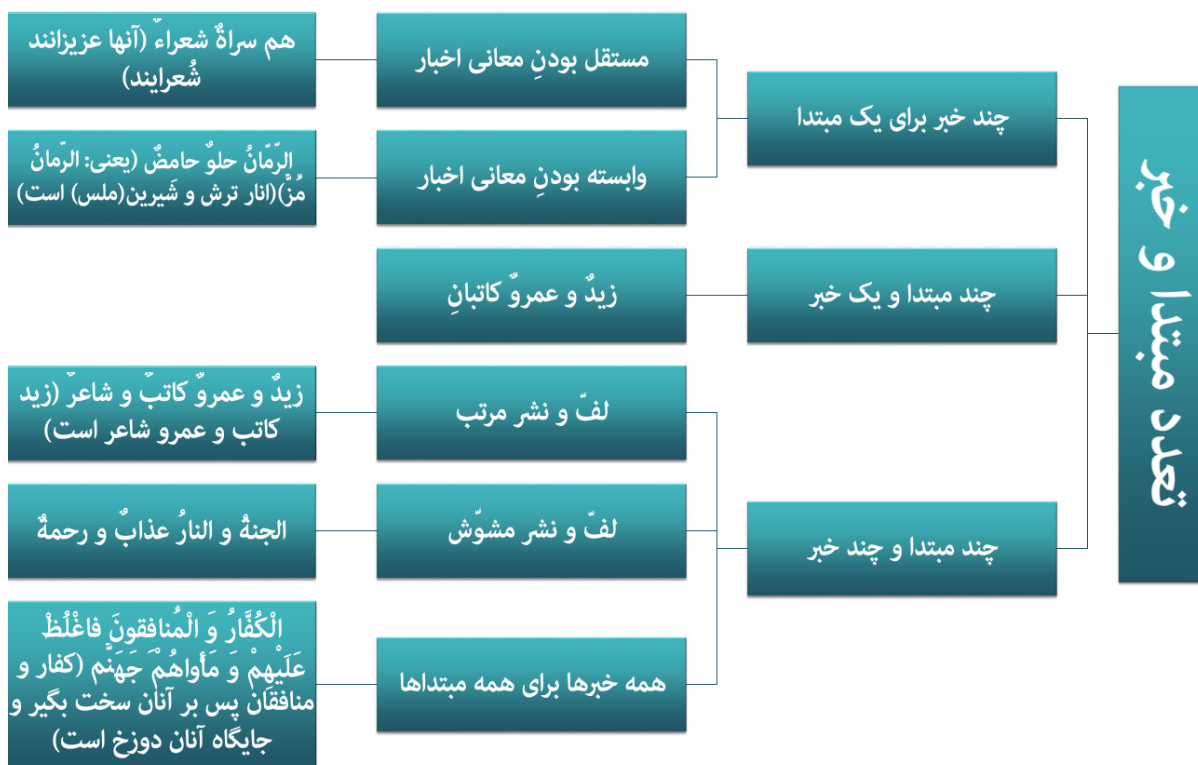 تعدد مبتدا و خبر
چند خبر برای یک مبتدا
مستقل بودنِ معانی اخبار
هم سراةٌ شعراءٌ (آنها عزیزانند
شُعرایند)
وابسته بودنِ معانی اخبار
الرّمّانُ حلوٌ حامضٌ (یعنی: الرّمانُ
مُزٌّ)(انار ترش و شَیرین(ملس) است)
چند مبتدا و یک خبر
زیدٌ و عمروٌ کاتبانِ
چند مبتدا و چند خبر
لفّ و نشر مرتب
زیدٌ و عمروٌ کاتبٌ و شاعرٌ (زید
کاتب و عمرو شاعر است)
لفّ و نشر مشوّش
الجنةُ و النارُ عذابٌ و رحمةٌ
همه خبرها برای همه مبتداها
الْكُفَّارُ وَ الْمُنافقونَ فاغْلُظْ
عَلَيْهِمْ وَ مَأواهُمْ جَهَنَّم (کفار و
منافقان پس بر آنان سخت بگیر و
جایگاه آنان دوزخ است)